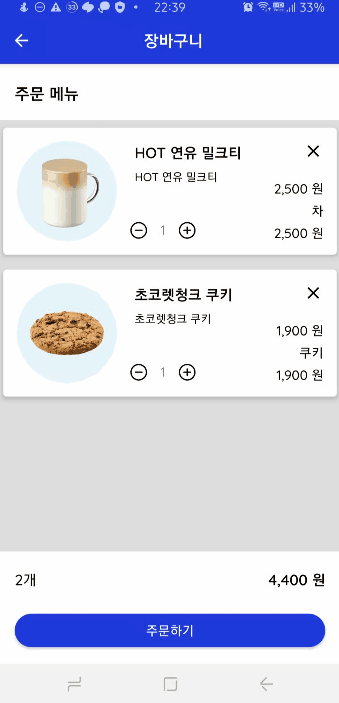 22:39
33%
장바구니
주문 메뉴
HOT 연유 밀크티
HOT 연유 밀크티
2,500 원
차
1
2,500 원
초코렛청크 쿠키
초코렛청크 쿠키
1,900 원
쿠키
1
1,900 원
2개
4,400 원
주문하기